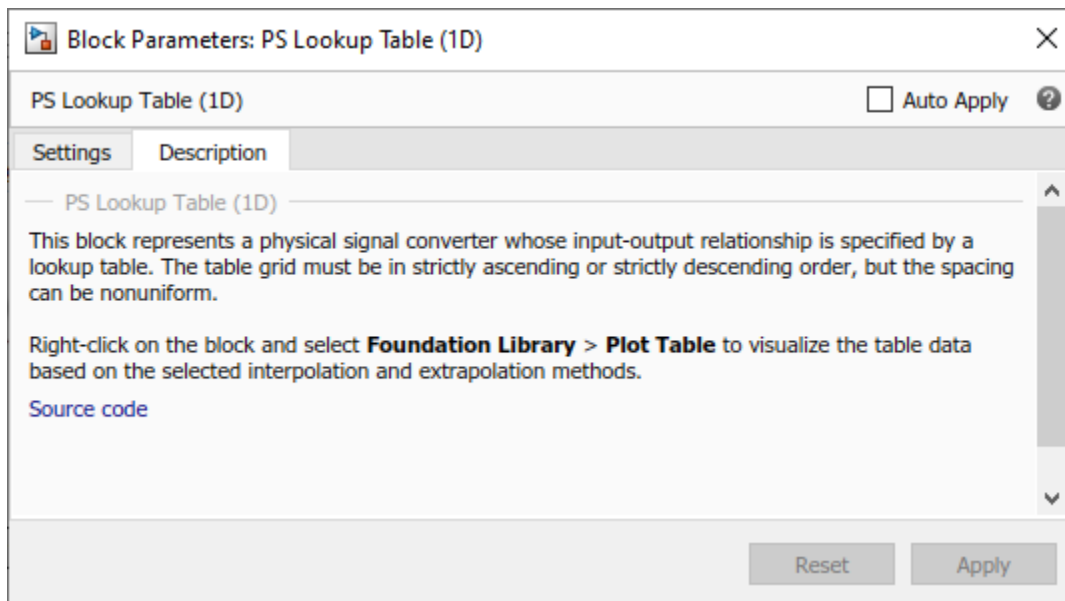 Block Parameters: PS Lookup Table (1D)
PS Lookup Table (1D)
Auto Apply
Settings
Description
PS Lookup Table (1D)
This block represents a physical signal converter whose input-output relationship is specified by a
lookup table. The table grid must be in strictly ascending or strictly descending order, but the spacing
can be nonuniform.
Right-click on the block and select Foundation Library > Plot Table to visualize the table data
based on the selected interpolation and extrapolation methods.
Source code
Reset
Apply